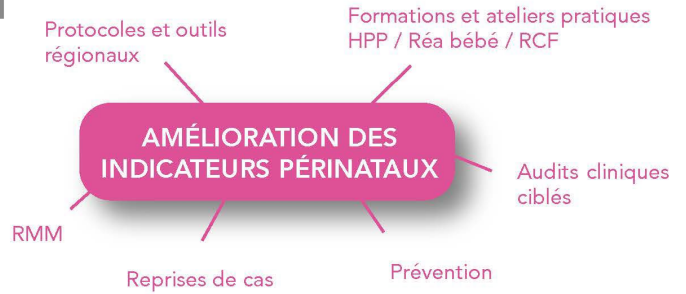 Protocoles et outils
régionaux
Formations et ateliers pratiques
HPP / Réa bébé / RCF
AMÉLIORATION DES
INDICATEURS PÉRINATAUX
Audits cliniques
ciblés
RMM
Reprises de cas
Prévention